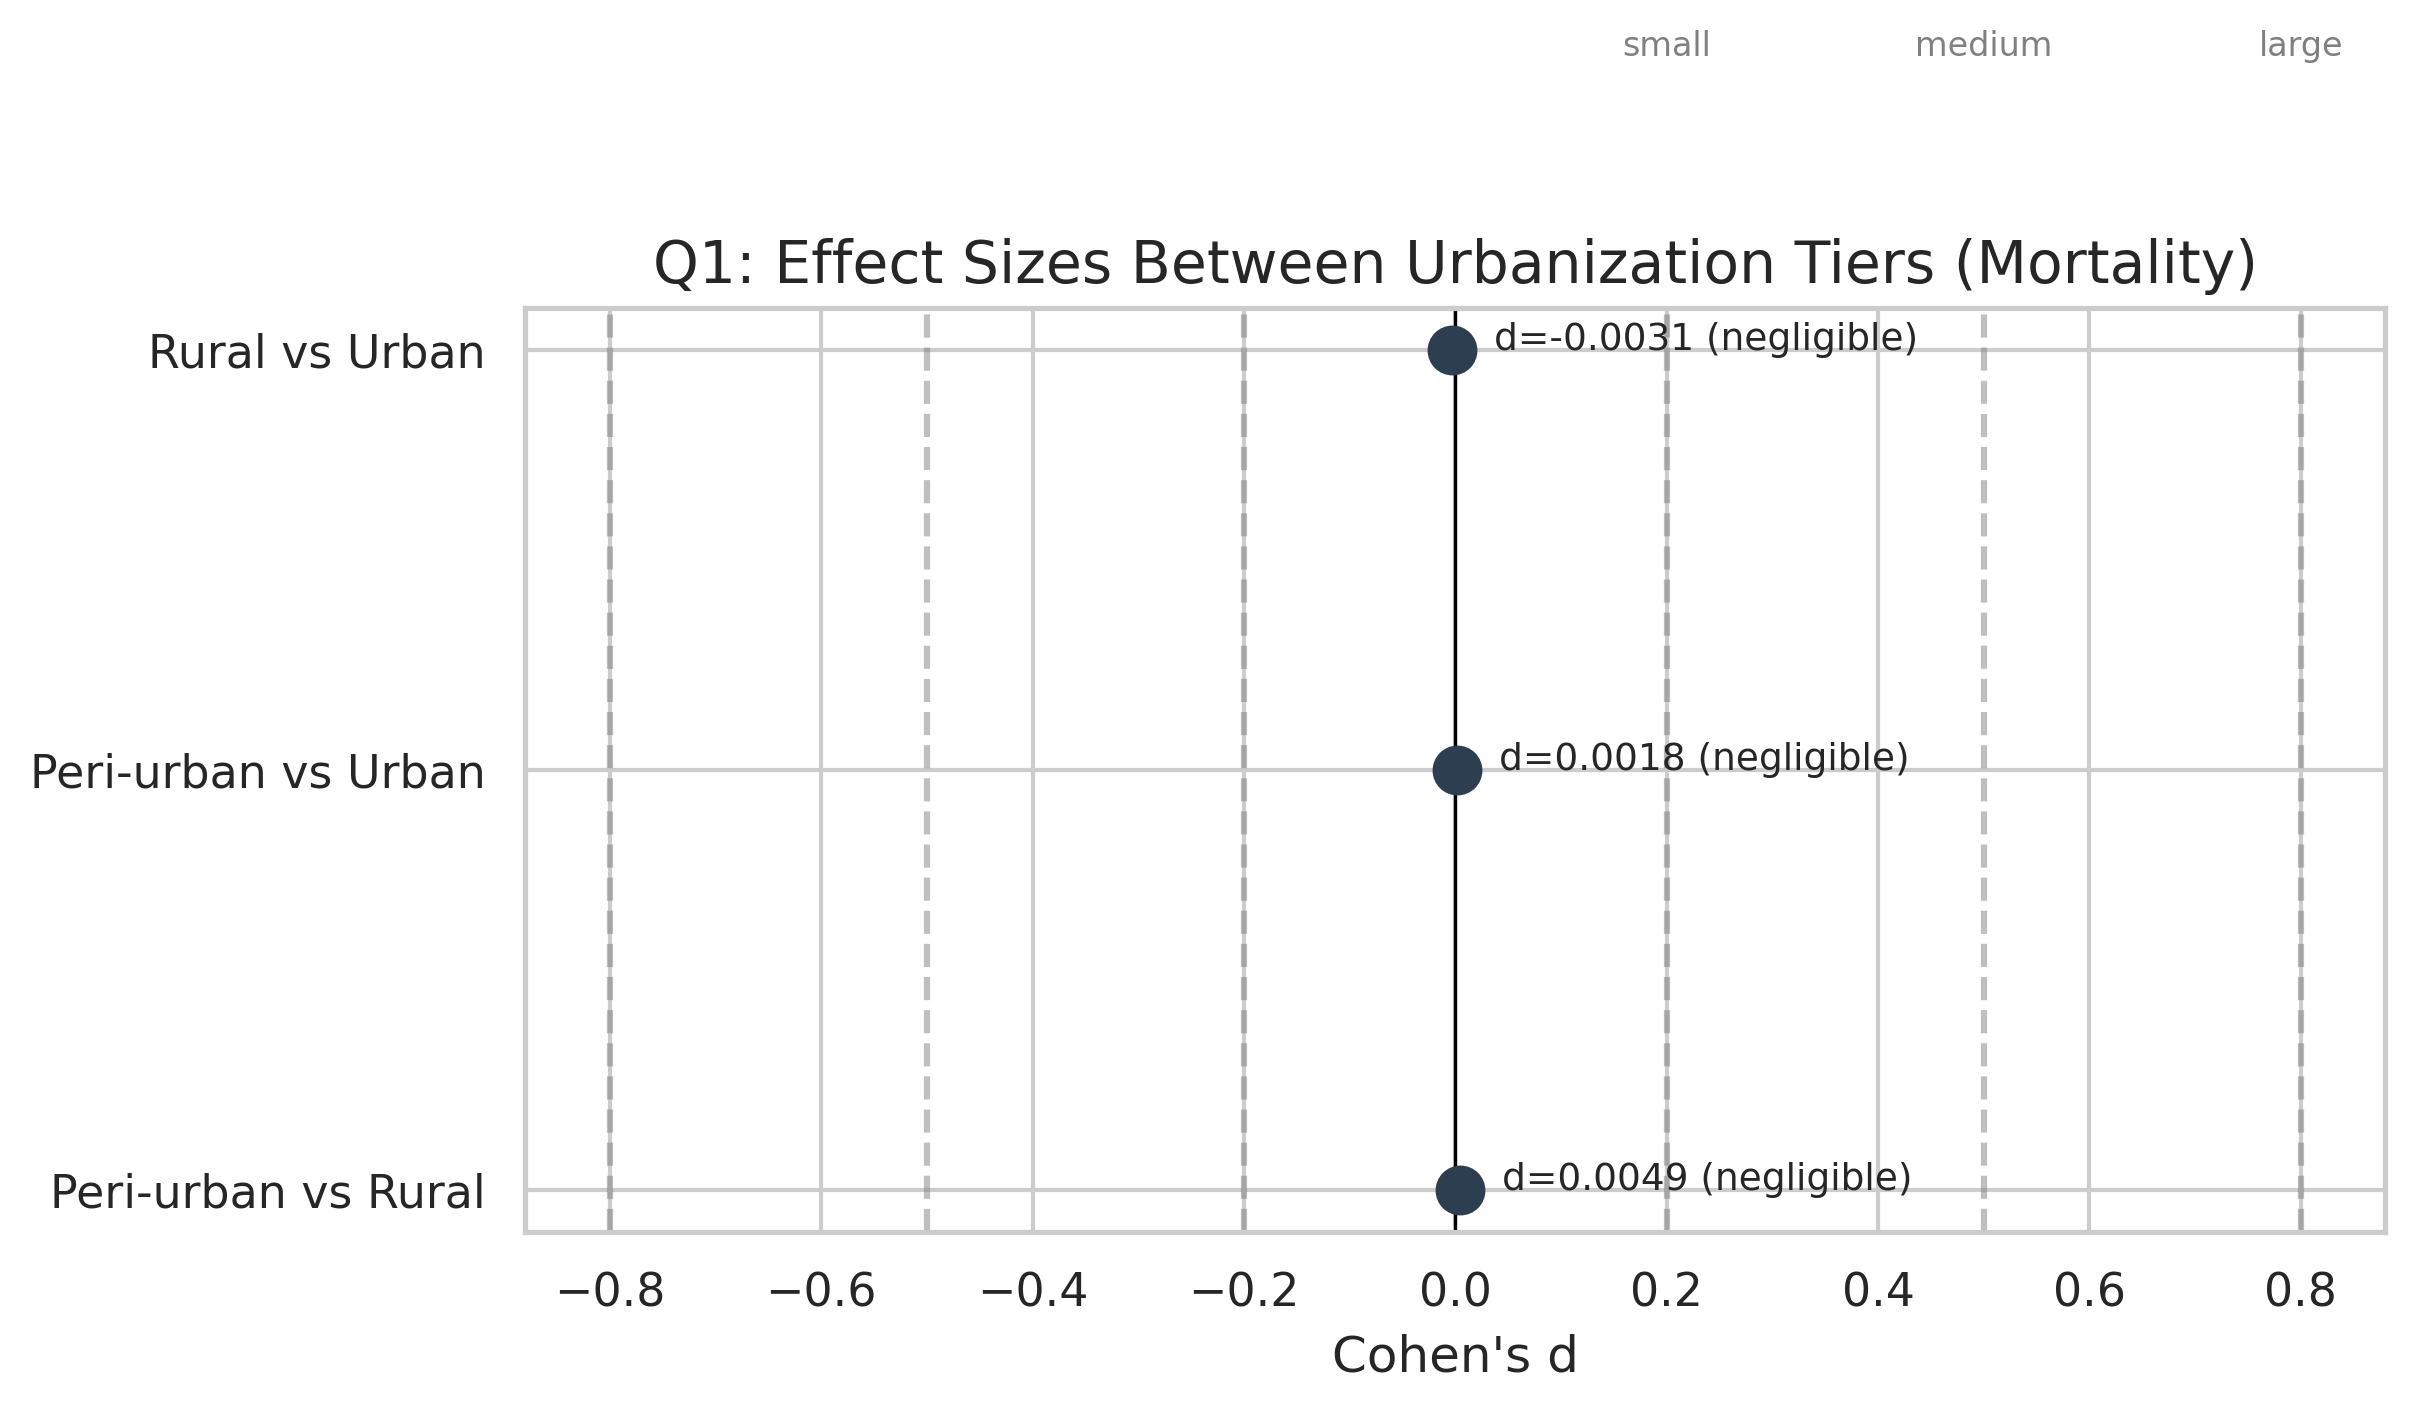 small medium large
Q1: Effect Sizes Between Urbanization Tiers (Mortality)
Rural vs Urban
d=-0.0031 (negligible)
Peri-urban vs Urban
d=0.0018 (negligible)
Peri-urban vs Rural
d=0.0049 (negligible)
−0.8 −0.6 −0.4 −0.2 0.0 0.2 0.4 0.6 0.8
Cohen's d